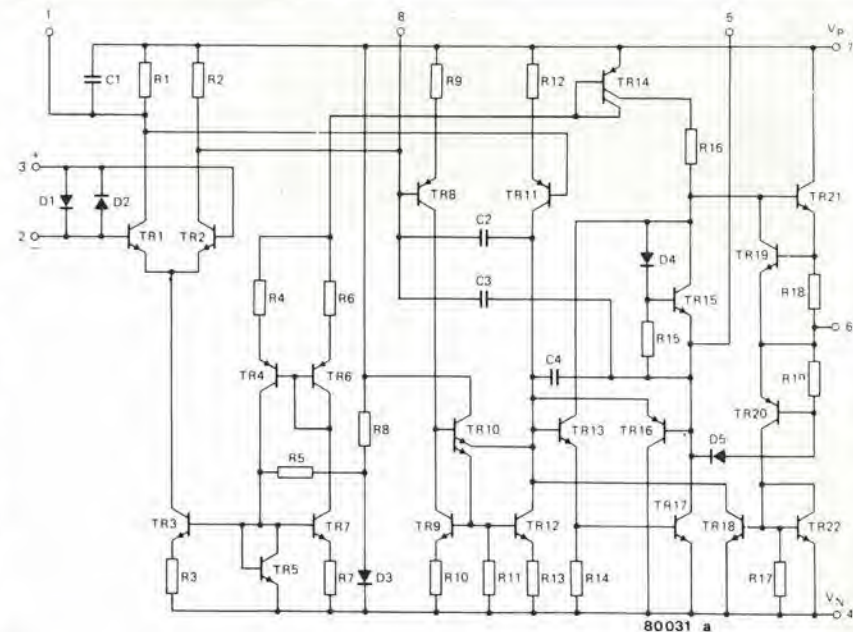 1
8
5
VP
7
C1
R1
R2
R9
R12
TR14
R16
3 +
D1
D2
2 −
TR1
TR2
TR8
TR11
TR21
C2
D4
TR19
R18
C3
TR15
R4
R6
R15
6
C4
TR4
TR6
R8
TR10
TR13
TR16
TR20
D5
R5
TR3
TR7
TR9
TR12
TR17
TR18
TR22
TR5
R3
R7
D3
R10
R11
R13
R14
R17
VN
4
80031 a